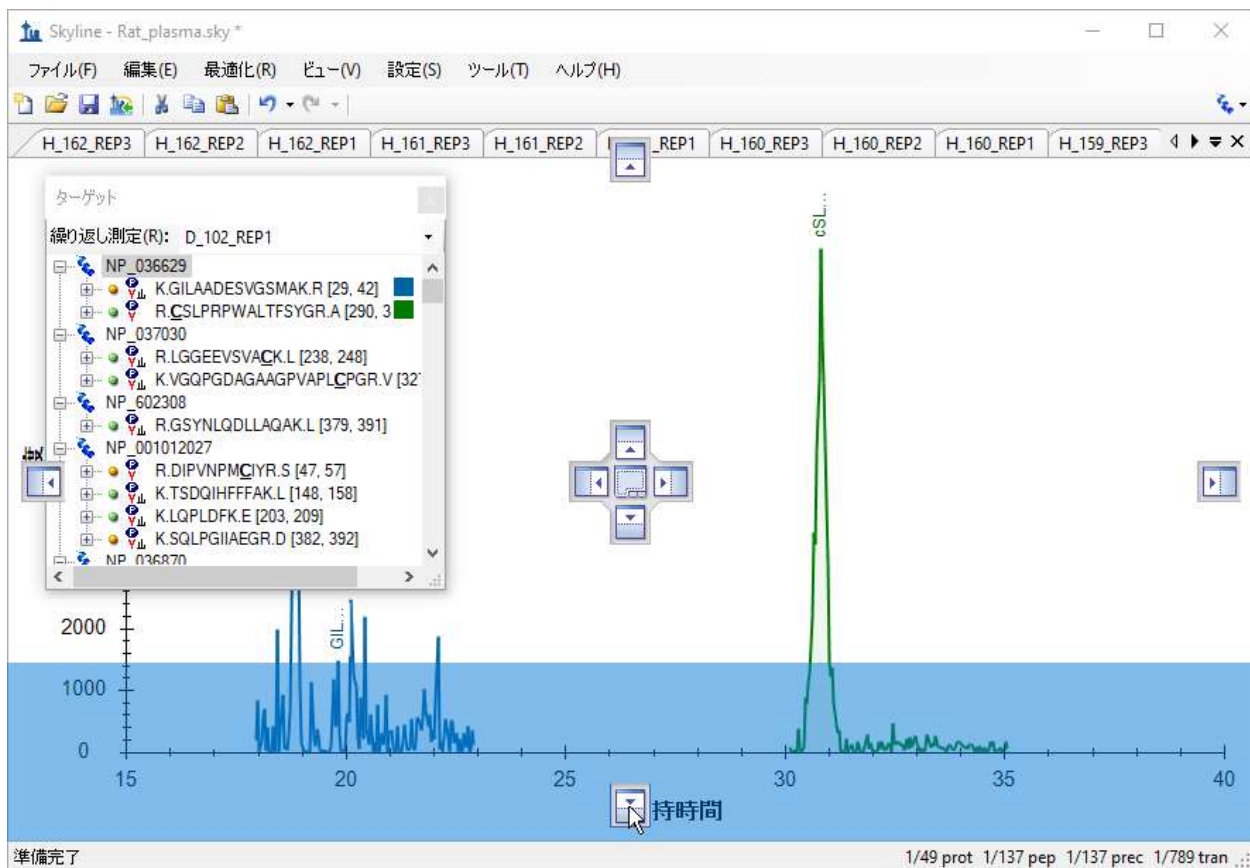 Skyline - Rat_plasma.sky *
ファイル(F) 編集(E) 最適化(R) ビュー(V) 設定(S) ツール(T) ヘルプ(H)
H_162_REP3 H_162_REP2 H_162_REP1 H_161_REP3 H_161_REP2 _REP1 H_160_REP3 H_160_REP2 H_160_REP1 H_159_REP3
ターゲット
繰り返し測定(R): D_102_REP1
NP_036629
K.GILAADESVGSMAK.R [29, 42]
R.CSLPRPWALTFSYGR.A [290, 3
NP_037030
R.LGGEEVSVACK.L [238, 248]
K.VGQPGDAGAAGPVAPLCPGR.V [327
NP_602308
R.GSYNLQDLLAQAK.L [379, 391]
NP_001012027
R.DIPVNPMCIYR.S [47, 57]
K.TSDQIHFFFAK.L [148, 158]
K.LQPLDFK.E [203, 209]
K.SQLPGIIAEGR.D [382, 392]
NP_036870
cSL...
GIL...
2000
1000
0
15 20 25 30 35 40
持時間
準備完了 1/49 prot 1/137 pep 1/137 prec 1/789 tran